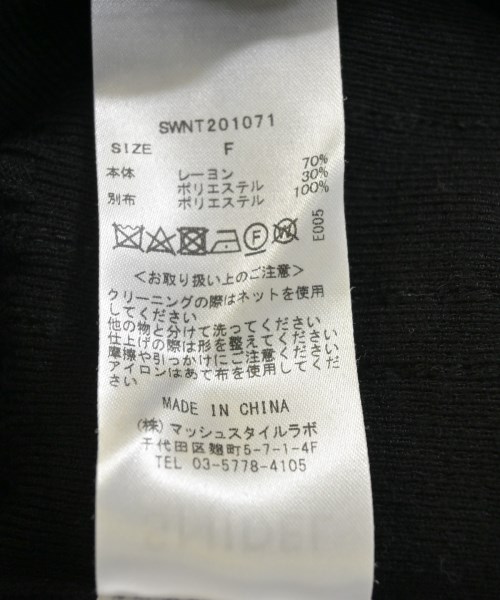 SWNT201071
SIZE F
本体 レーヨン 70%
ポリエステル 30%
別布 ポリエステル 100%
F W E005
<お取り扱い上のご注意>
クリーニングの際はネットを使用
してください
他の物と分けて洗ってください
仕上げの際は形を整えてください
摩擦や引っかけにご注意ください
アイロンはあて布を使用してくだ
さい
MADE IN CHINA
(株)マッシュスタイルラボ
千代田区麹町5-7-1-4F
TEL 03-5778-4105